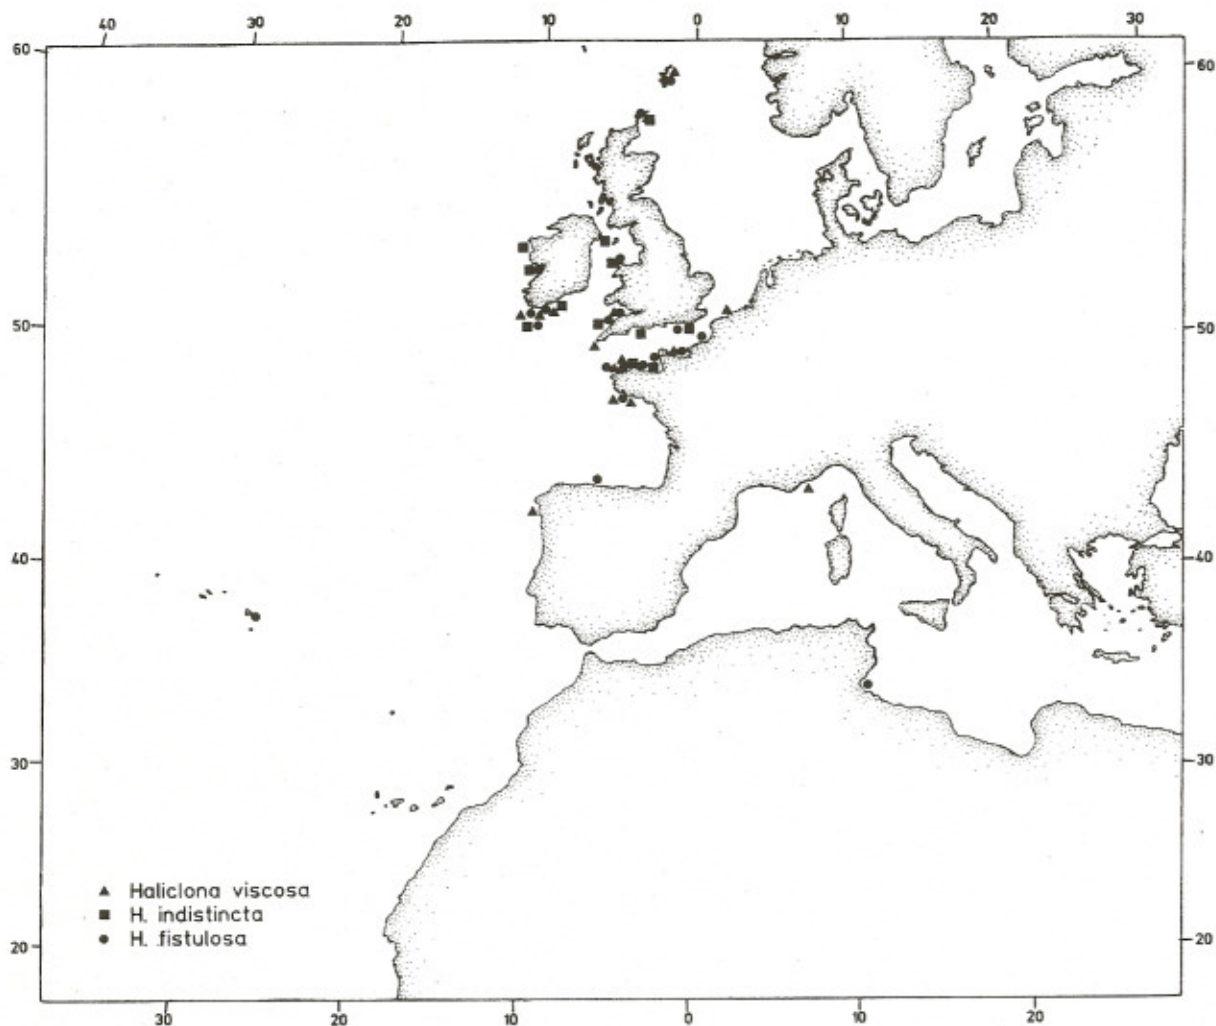 40 30 20 10 0 10 20 30
60 60
50 50
40 40
30 30
▲ Haliclona viscosa
■ H. indistincta
● H. fistulosa
20 20
30 20 10 0 10 20